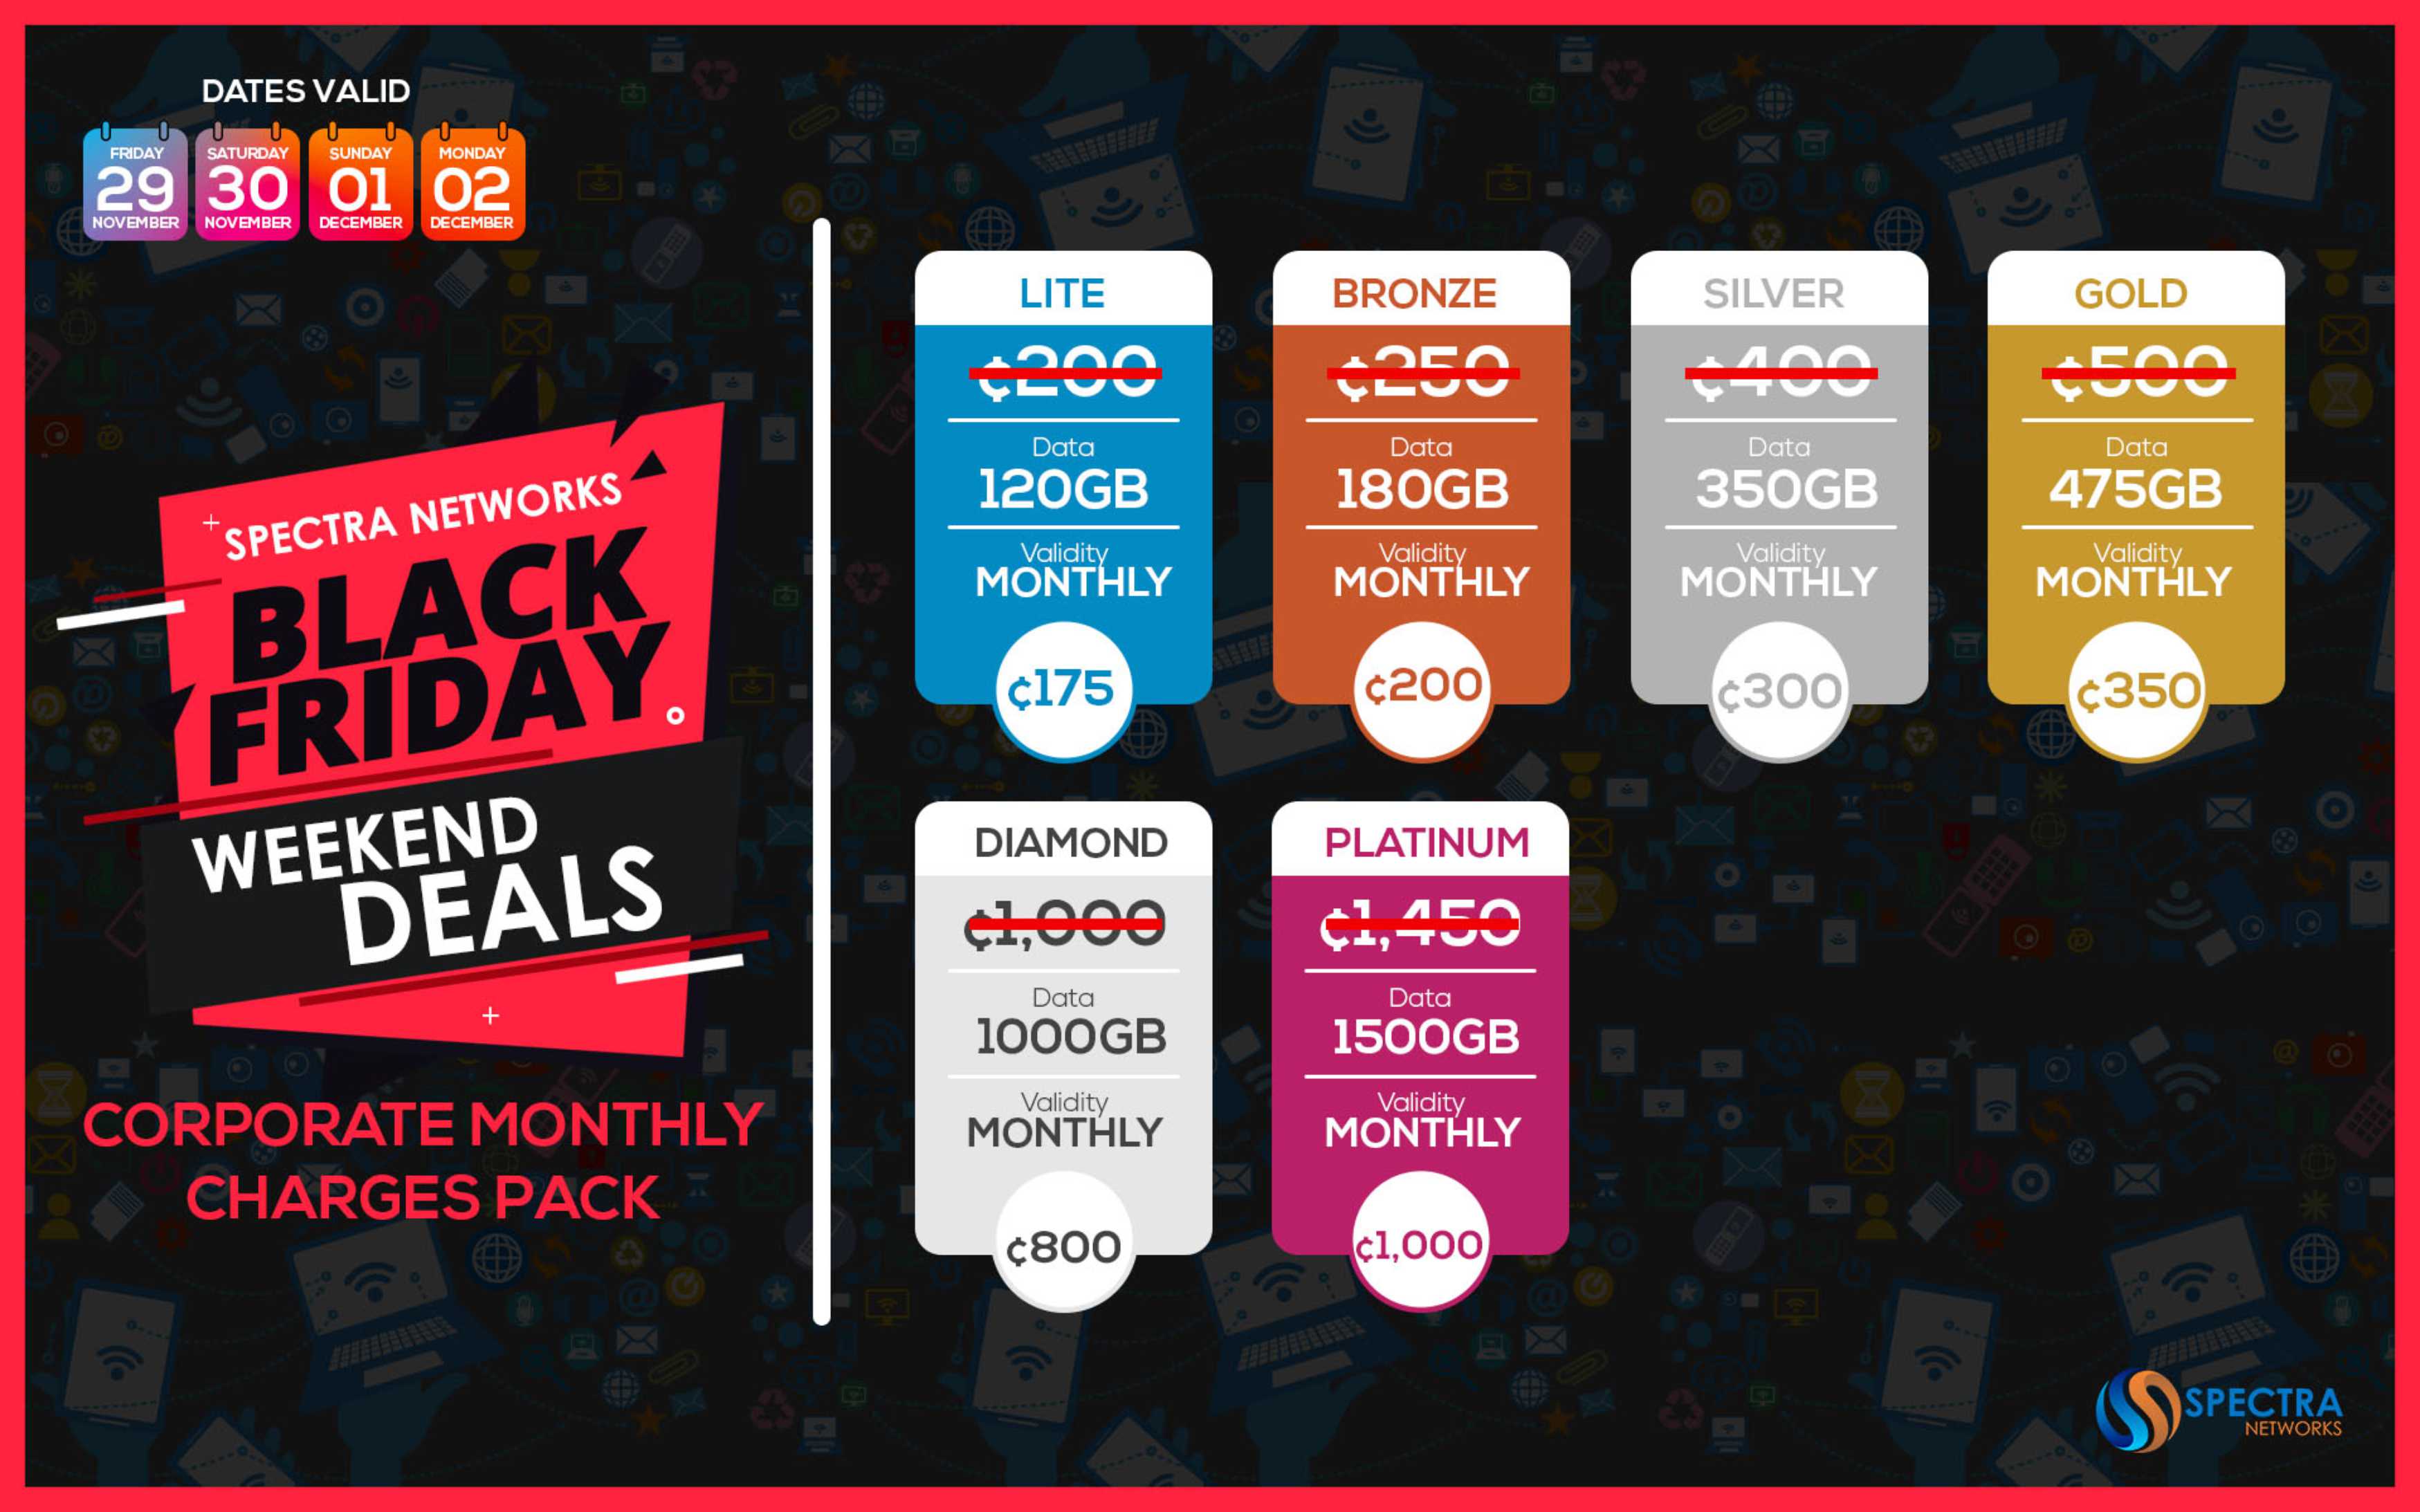 DATES VALID
FRIDAY
29
NOVEMBER
SATURDAY
30
NOVEMBER
SUNDAY
01
DECEMBER
MONDAY
02
DECEMBER
SPECTRA NETWORKS
BLACK
FRIDAY
WEEKEND
DEALS
CORPORATE MONTHLY
CHARGES PACK
LITE
¢200
Data
120GB
Validity
MONTHLY
¢175
BRONZE
¢250
Data
180GB
Validity
MONTHLY
¢200
SILVER
¢400
Data
350GB
Validity
MONTHLY
¢300
GOLD
¢500
Data
475GB
Validity
MONTHLY
¢350
DIAMOND
¢1,000
Data
1000GB
Validity
MONTHLY
¢800
PLATINUM
¢1,450
Data
1500GB
Validity
MONTHLY
¢1,000
SPECTRA
NETWORKS